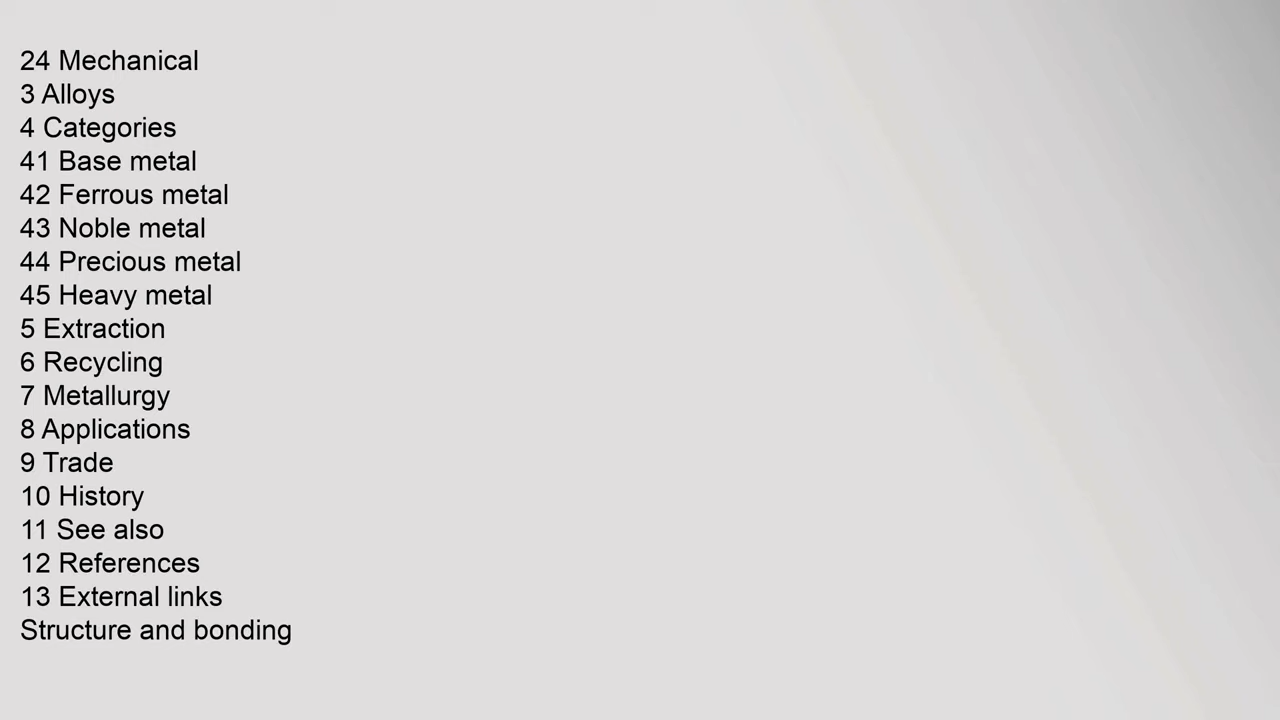 24 Mechanical
3 Alloys
4 Categories
41 Base metal
42 Ferrous metal
43 Noble metal
44 Precious metal
45 Heavy metal
5 Extraction
6 Recycling
7 Metallurgy
8 Applications
9 Trade
10 History
11 See also
12 References
13 External links
Structure and bonding